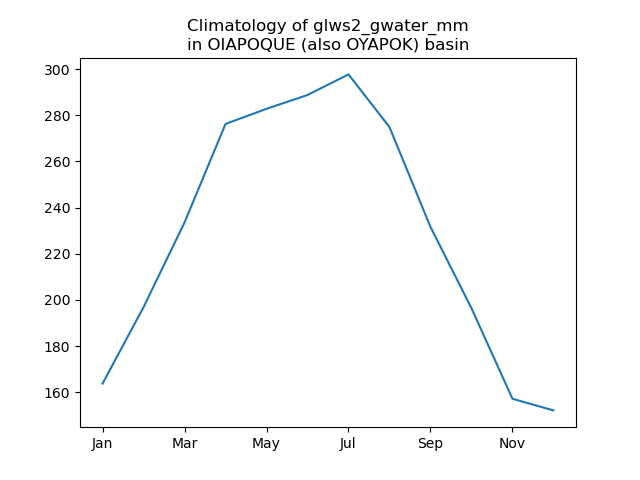 Climatology of glws2_gwater_mm
in OIAPOQUE (also OYAPOK) basin
300
280
260
240
220
200
180
160
Jan Mar May Jul Sep Nov